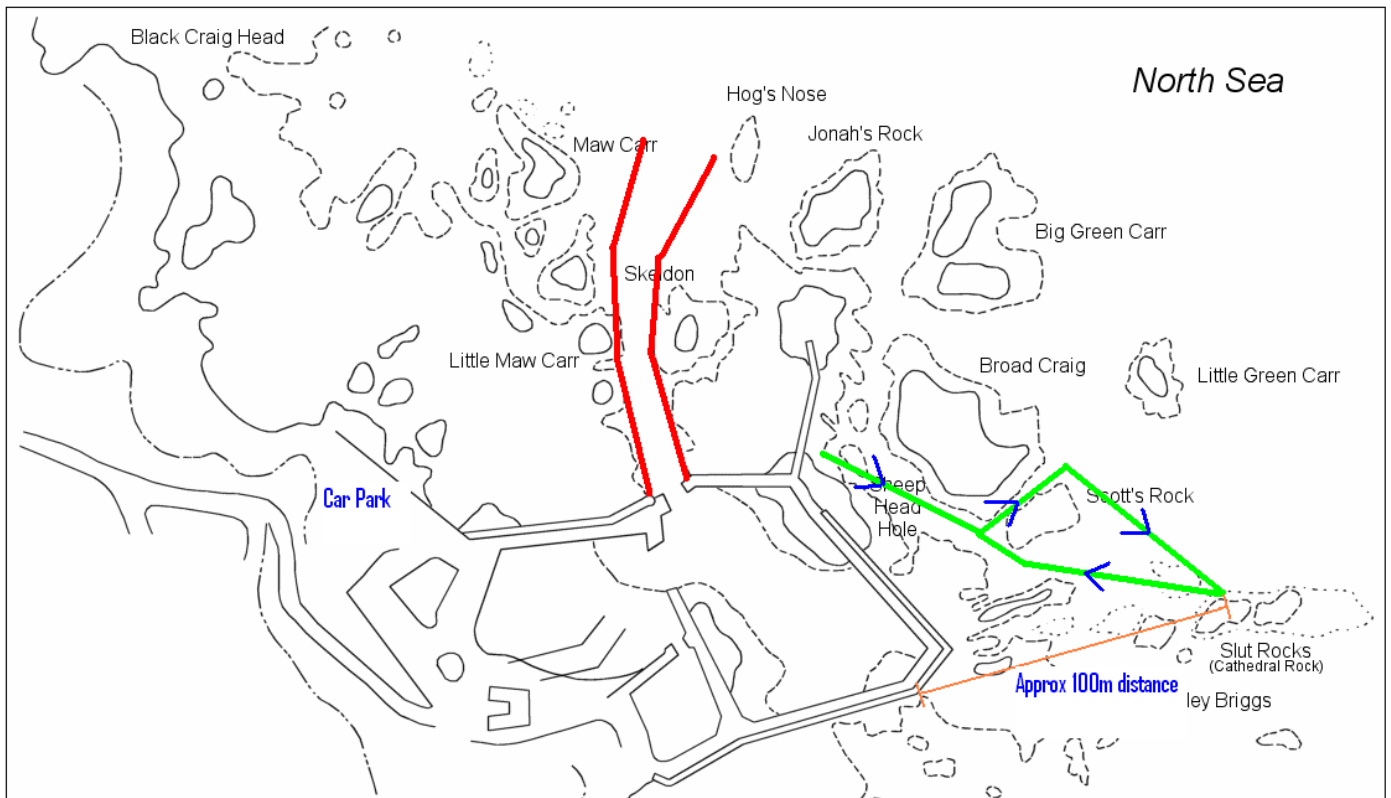 Black Craig Head
North Sea
Hog's Nose
Jonah's Rock
Maw Carr
Big Green Carr
Skeldon
Little Maw Carr
Broad Craig
Little Green Carr
Car Park
Sheep
Head
Hole
Scott's Rock
Slut Rocks
(Cathedral Rock)
Approx 100m distance
ley Briggs